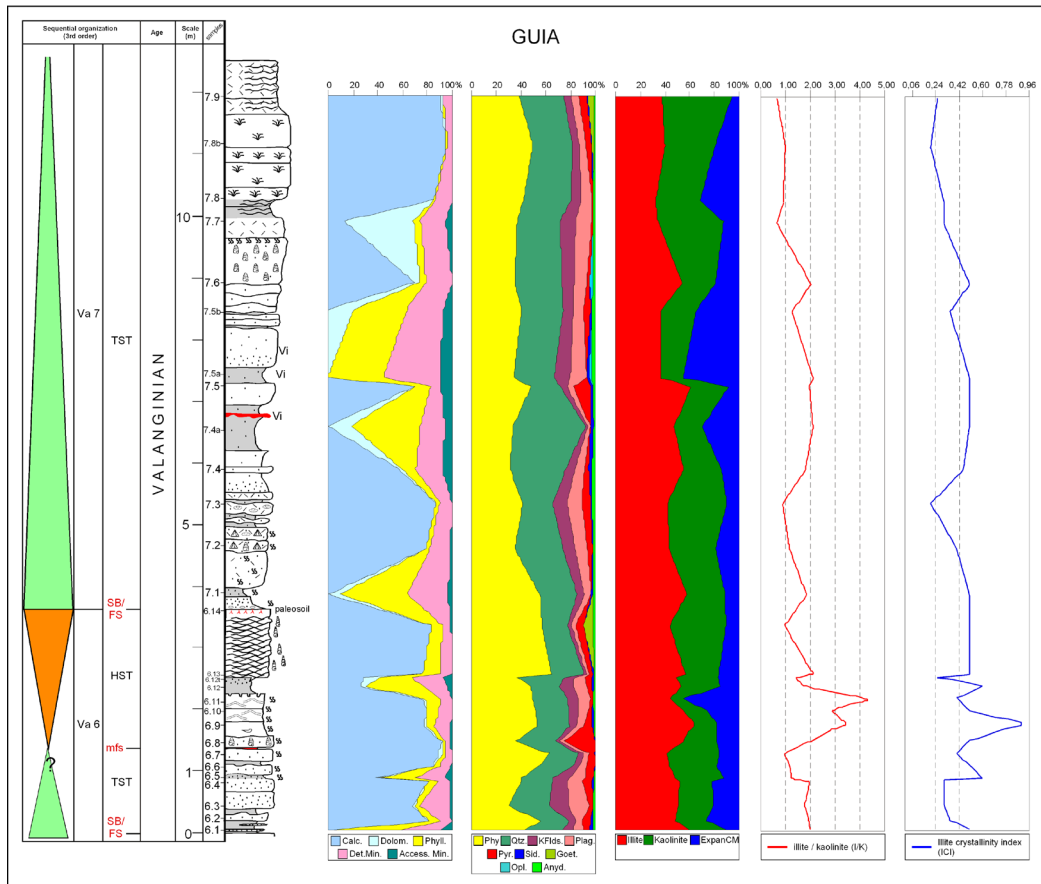 GUIA
Sequential organization
(3rd order)
Age
Scale
(m)
samples
0 20 40 60 80 100%
0 20 40 60 80 100%
0 20 40 60 80 100%
0,00 1.00 2.00 3.00 4.00 5.00
0,06 0,24 0,42 0,60 0,78 0,96
7.9
7.8b
7.8
10
7.7
7.6
Va 7
7.5b
TST
Vi
7.5a
Vi
7.5
VALANGINIAN
Vi
7.4a
7.4
7.3
5
7.2
7.1
SB/
FS
6.14
paleosoil
HST
6.13
6.12
6.11
6.10
Va 6
6.9
6.8
mfs
6.7
?
6.6
6.5
1
TST
6.4
6.3
SB/
FS
6.2
6.1
0
Calc. Dolom. Phyll.
Det.Min. Access. Min.
Phy Qtz. KFlds. Plag.
Pyr. Sid. Goet.
Opl. Anyd.
Illite Kaolinite ExpanCM
illite / kaolinite (I/K)
Illite crystallinity index
(ICI)